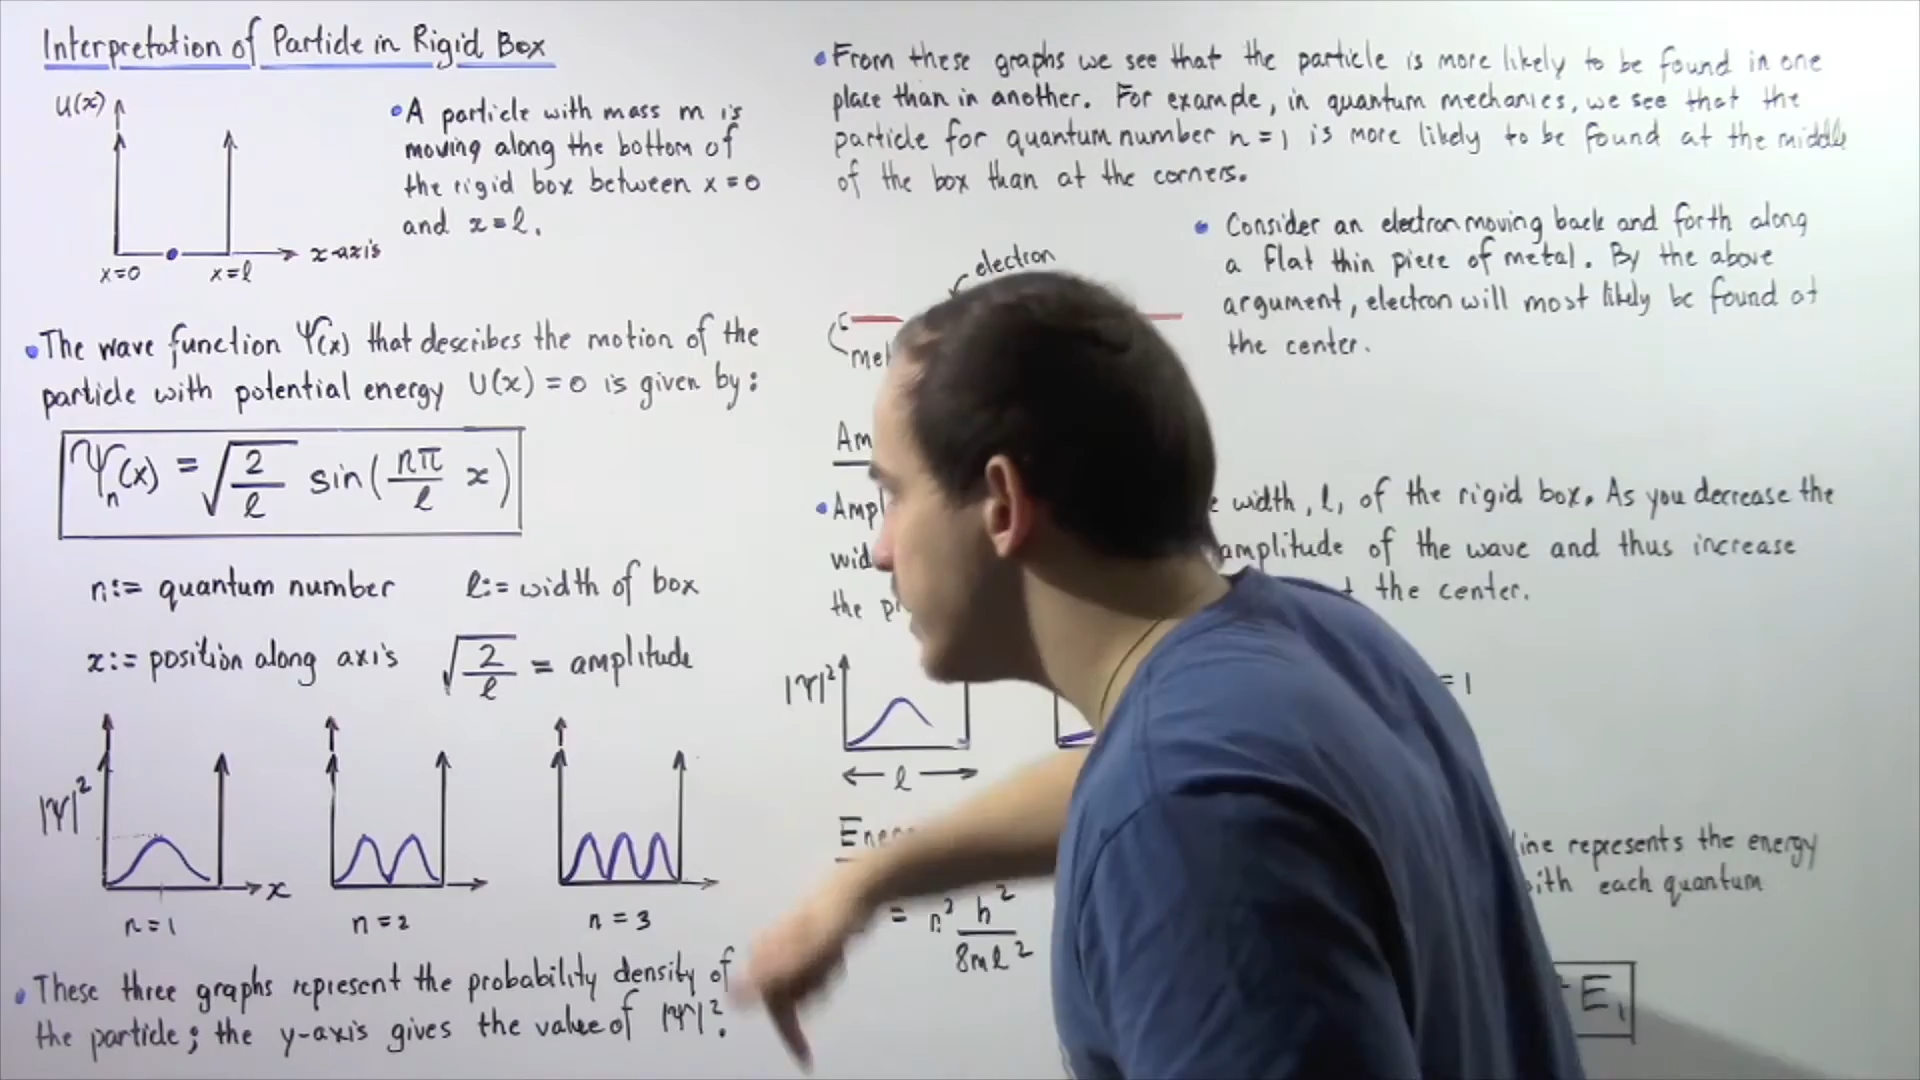 Interpretation of Particle in Rigid Box
U(x)
x=0
x=l
x-axis
• A particle with mass m is
moving along the bottom of
the rigid box between x=0
and x=l.
• The wave function Ψ(x) that describes the motion of the
particle with potential energy U(x)=0 is given by:
Ψn(x) = √(2/l) sin(nπ/l x)
n:= quantum number
l:= width of box
x:= position along axis
√(2/l) = amplitude
|Ψ|²
x
n=1
n=2
n=3
• These three graphs represent the probability density of
the particle; the y-axis gives the value of |Ψ|².
• From these graphs we see that the particle is more likely to be found in one
place than in another. For example, in quantum mechanics, we see that the
particle for quantum number n=1 is more likely to be found at the middle
of the box than at the corners.
electron
• Consider an electron moving back and forth along
a flat thin piece of metal. By the above
argument, electron will most likely be found at
the center.
width, l, of the rigid box. As you decrease the
amplitude of the wave and thus increase
the
the center.
|Ψ|²
= 1
l
line represents the energy
with each quantum
= n² h²/8ml²
E₁